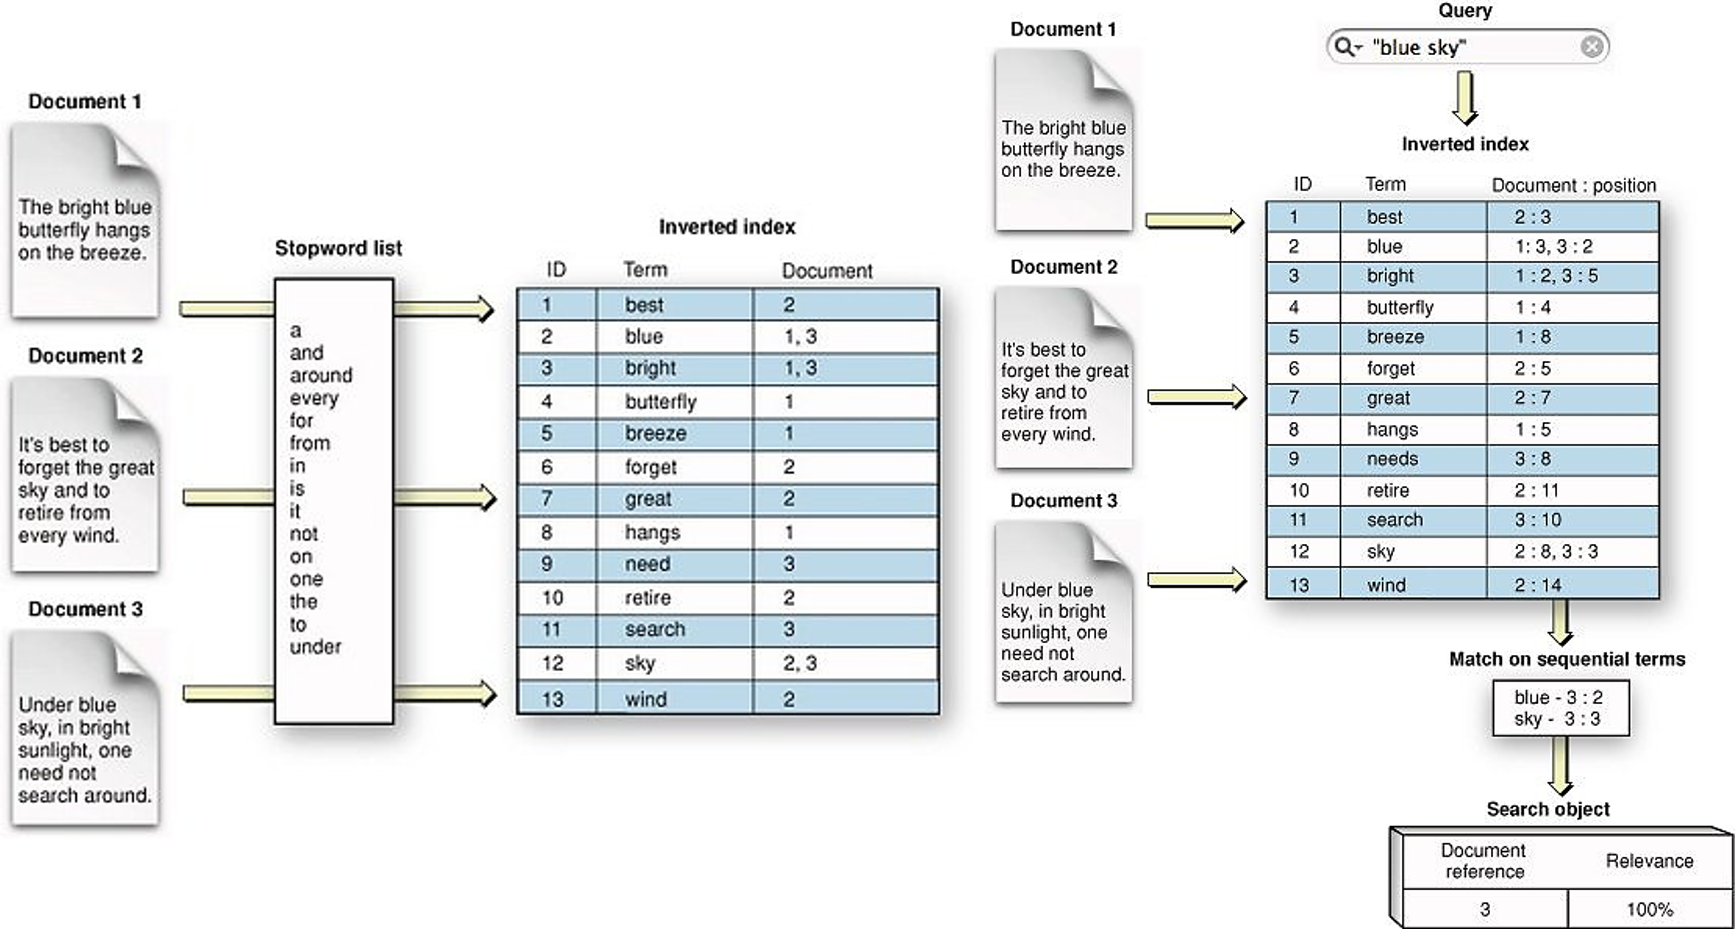 Document 1
The bright blue
butterfly hangs
on the breeze.
Document 2
It's best to
forget the great
sky and to
retire from
every wind.
Document 3
Under blue
sky, in bright
sunlight, one
need not
search around.
Stopword list
a
and
around
every
for
from
in
is
it
not
on
one
the
to
under
Inverted index
ID Term Document
1 best 2
2 blue 1, 3
3 bright 1, 3
4 butterfly 1
5 breeze 1
6 forget 2
7 great 2
8 hangs 1
9 need 3
10 retire 2
11 search 3
12 sky 2, 3
13 wind 2
Document 1
The bright blue
butterfly hangs
on the breeze.
Document 2
It's best to
forget the great
sky and to
retire from
every wind.
Document 3
Under blue
sky, in bright
sunlight, one
need not
search around.
Query
"blue sky"
Inverted index
ID Term Document : position
1 best 2 : 3
2 blue 1: 3, 3 : 2
3 bright 1 : 2, 3 : 5
4 butterfly 1 : 4
5 breeze 1 : 8
6 forget 2 : 5
7 great 2 : 7
8 hangs 1 : 5
9 needs 3 : 8
10 retire 2 : 11
11 search 3 : 10
12 sky 2 : 8, 3 : 3
13 wind 2 : 14
Match on sequential terms
blue - 3 : 2
sky - 3 : 3
Search object
Document
reference
Relevance
3 100%